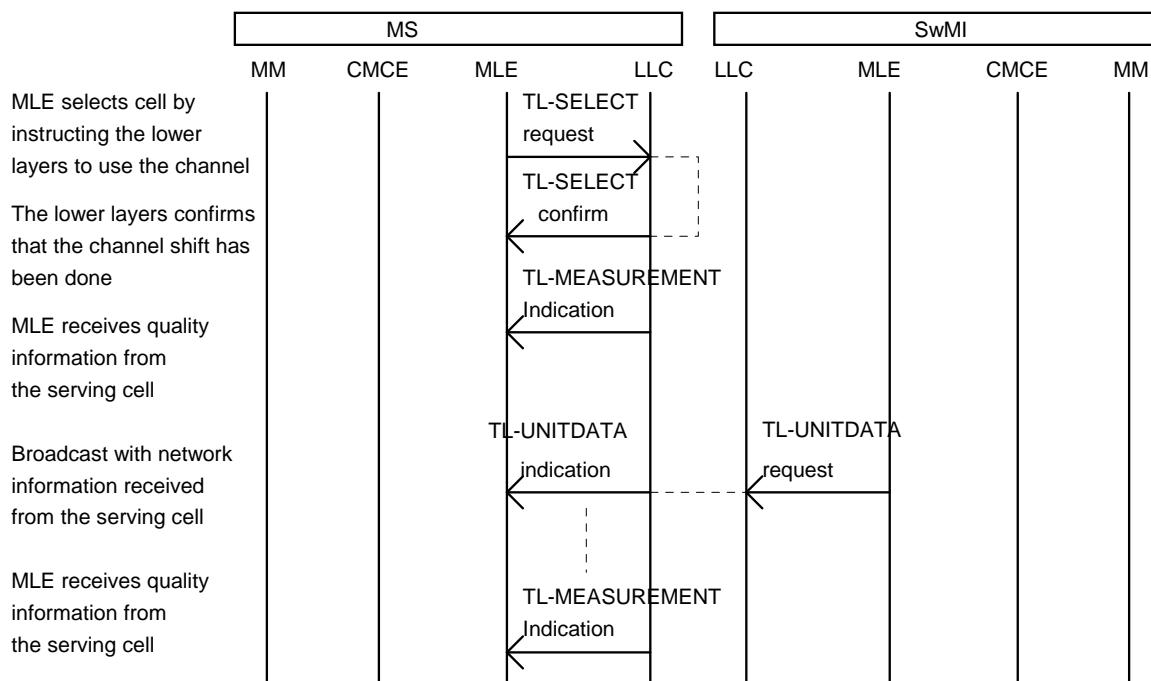 MS SwMI
MM CMCE MLE LLC LLC MLE CMCE MM
MLE selects cell by
instructing the lower
layers to use the channel
TL-SELECT
request
TL-SELECT
confirm
The lower layers confirms
that the channel shift has
been done
TL-MEASUREMENT
Indication
MLE receives quality
information from
the serving cell
TL-UNITDATA
indication
TL-UNITDATA
request
Broadcast with network
information received
from the serving cell
MLE receives quality
information from
the serving cell
TL-MEASUREMENT
Indication